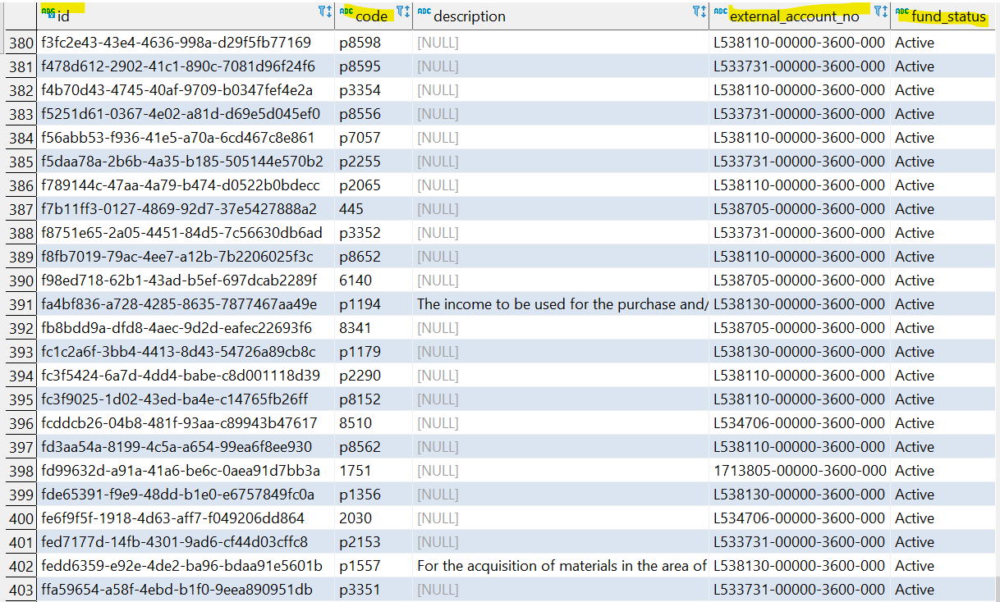 ABC id ABC code ABC description ABC external_account_no ABC fund_status
380 f3fc2e43-43e4-4636-998a-d29f5fb77169 p8598 [NULL] L538110-00000-3600-000 Active
381 f478d612-2902-41c1-890c-7081d96f24f6 p8595 [NULL] L533731-00000-3600-000 Active
382 f4b70d43-4745-40af-9709-b0347fef4e2a p3354 [NULL] L538110-00000-3600-000 Active
383 f5251d61-0367-4e02-a81d-d69e5d045ef0 p8556 [NULL] L533731-00000-3600-000 Active
384 f56abb53-f936-41e5-a70a-6cd467c8e861 p7057 [NULL] L538110-00000-3600-000 Active
385 f5daa78a-2b6b-4a35-b185-505144e570b2 p2255 [NULL] L533731-00000-3600-000 Active
386 f789144c-47aa-4a79-b474-d0522b0bdecc p2065 [NULL] L538110-00000-3600-000 Active
387 f7b11ff3-0127-4869-92d7-37e5427888a2 445 [NULL] L538705-00000-3600-000 Active
388 f8751e65-2a05-4451-84d5-7c56630db6ad p3352 [NULL] L533731-00000-3600-000 Active
389 f8fb7019-79ac-4ee7-a12b-7b2206025f3c p8652 [NULL] L538110-00000-3600-000 Active
390 f98ed718-62b1-43ad-b5ef-697dcab2289f 6140 [NULL] L538705-00000-3600-000 Active
391 fa4bf836-a728-4285-8635-7877467aa49e p1194 The income to be used for the purchase and/ L538130-00000-3600-000 Active
392 fb8bdd9a-dfd8-4aec-9d2d-eafec22693f6 8341 [NULL] L538705-00000-3600-000 Active
393 fc1c2a6f-3bb4-4413-8d43-54726a89cb8c p1179 [NULL] L538130-00000-3600-000 Active
394 fc3f5424-6a7d-4dd4-babe-c8d001118d39 p2290 [NULL] L538110-00000-3600-000 Active
395 fc3f9025-1d02-43ed-ba4e-c14765fb26ff p8152 [NULL] L538110-00000-3600-000 Active
396 fcddcb26-04b8-481f-93aa-c89943b47617 8510 [NULL] L534706-00000-3600-000 Active
397 fd3aa54a-8199-4c5a-a654-99ea6f8ee930 p8562 [NULL] L538110-00000-3600-000 Active
398 fd99632d-a91a-41a6-be6c-0aea91d7bb3a 1751 [NULL] 1713805-00000-3600-000 Active
399 fde65391-f9e9-48dd-b1e0-e6757849fc0a p1356 [NULL] L538130-00000-3600-000 Active
400 fe6f9f5f-1918-4d63-aff7-f049206dd864 2030 [NULL] L534706-00000-3600-000 Active
401 fed7177d-14fb-4301-9ad6-cf44d03cffc8 p2153 [NULL] L533731-00000-3600-000 Active
402 fedd6359-e92e-4de2-ba96-bdaa91e5601b p1557 For the acquisition of materials in the area of L538130-00000-3600-000 Active
403 ffa59654-a58f-4ebd-b1f0-9eea890951db p3351 [NULL] L533731-00000-3600-000 Active